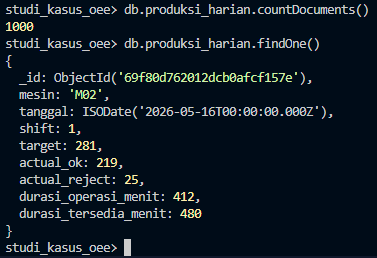 studi_kasus_oee> db.produksi_harian.countDocuments()
1000
studi_kasus_oee> db.produksi_harian.findOne()
{
  _id: ObjectId('69f80d762012dcb0afcf157e'),
  mesin: 'M02',
  tanggal: ISODate('2026-05-16T00:00:00.000Z'),
  shift: 1,
  target: 281,
  actual_ok: 219,
  actual_reject: 25,
  durasi_operasi_menit: 412,
  durasi_tersedia_menit: 480
}
studi_kasus_oee>